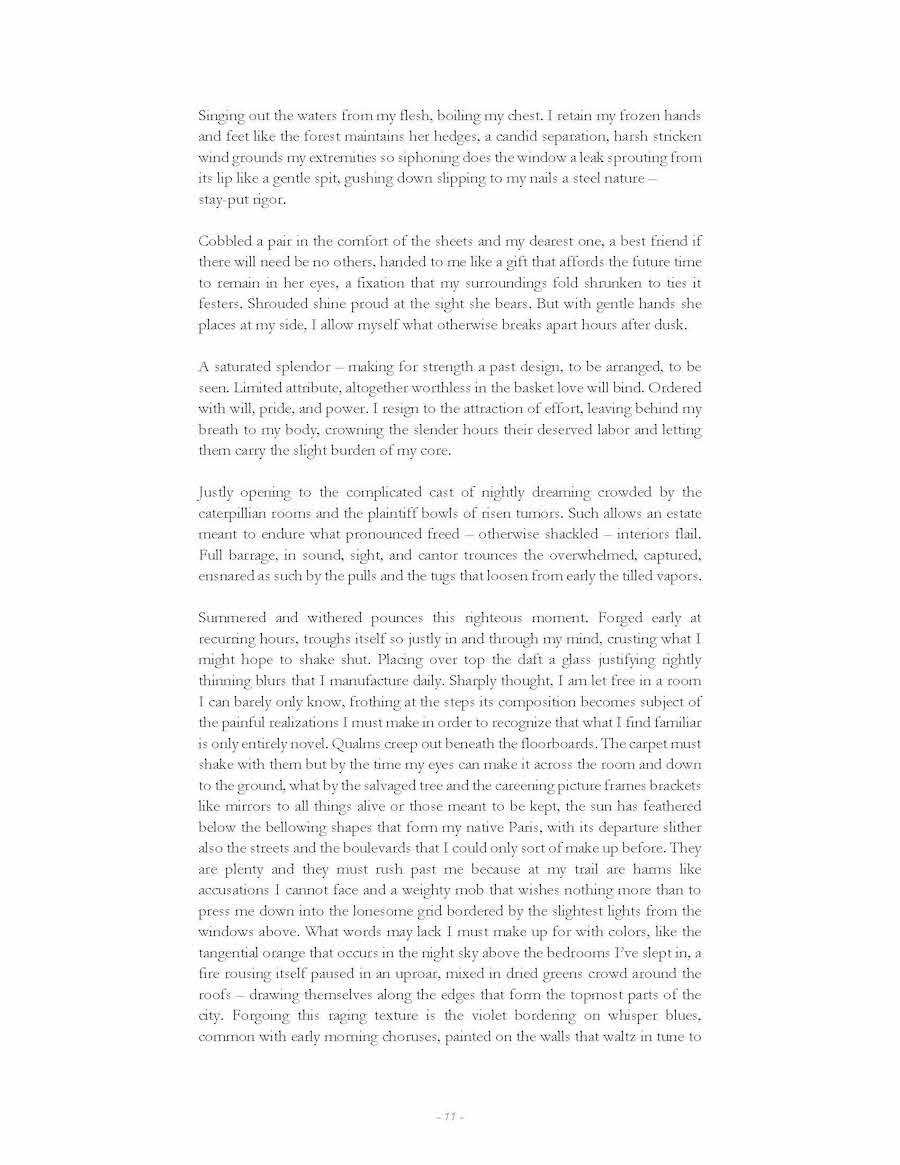 Singing out the waters from my flesh, boiling my chest. I retain my frozen hands
and feet like the forest maintains her hedges, a candid separation, harsh stricken
wind grounds my extremities so siphoning does the window a leak sprouting from
its lip like a gentle spit, gushing down slipping to my nails a steel nature –
stay-put rigor.
Cobbled a pair in the comfort of the sheets and my dearest one, a best friend if
there will need be no others, handed to me like a gift that affords the future time
to remain in her eyes, a fixation that my surroundings fold shrunken to ties it
festers. Shrouded shine proud at the sight she bears. But with gentle hands she
places at my side, I allow myself what otherwise breaks apart hours after dusk.
A saturated splendor – making for strength a past design, to be arranged, to be
seen. Limited attribute, altogether worthless in the basket love will bind. Ordered
with will, pride, and power. I resign to the attraction of effort, leaving behind my
breath to my body, crowning the slender hours their deserved labor and letting
them carry the slight burden of my core.
Justly opening to the complicated cast of nightly dreaming crowded by the
caterpillian rooms and the plaintiff bowls of risen tumors. Such allows an estate
meant to endure what pronounced freed – otherwise shackled – interiors flail.
Full barrage, in sound, sight, and cantor trounces the overwhelmed, captured,
ensnared as such by the pulls and the tugs that loosen from early the tilled vapors.
Summered and withered pounces this righteous moment. Forged early at
recurring hours, troughs itself so justly in and through my mind, crusting what I
might hope to shake shut. Placing over top the daft a glass justifying rightly
thinning blurs that I manufacture daily. Sharply thought, I am let free in a room
I can barely only know, frothing at the steps its composition becomes subject of
the painful realizations I must make in order to recognize that what I find familiar
is only entirely novel. Qualms creep out beneath the floorboards. The carpet must
shake with them but by the time my eyes can make it across the room and down
to the ground, what by the salvaged tree and the careening picture frames brackets
like mirrors to all things alive or those meant to be kept, the sun has feathered
below the bellowing shapes that form my native Paris, with its departure slither
also the streets and the boulevards that I could only sort of make up before. They
are plenty and they must rush past me because at my trail are harms like
accusations I cannot face and a weighty mob that wishes nothing more than to
press me down into the lonesome grid bordered by the slightest lights from the
windows above. What words may lack I must make up for with colors, like the
tangential orange that occurs in the night sky above the bedrooms I've slept in, a
fire rousing itself paused in an uproar, mixed in dried greens crowd around the
roofs – drawing themselves along the edges that form the topmost parts of the
city. Forgoing this raging texture is the violet bordering on whisper blues,
common with early morning choruses, painted on the walls that waltz in tune to
- 11 -